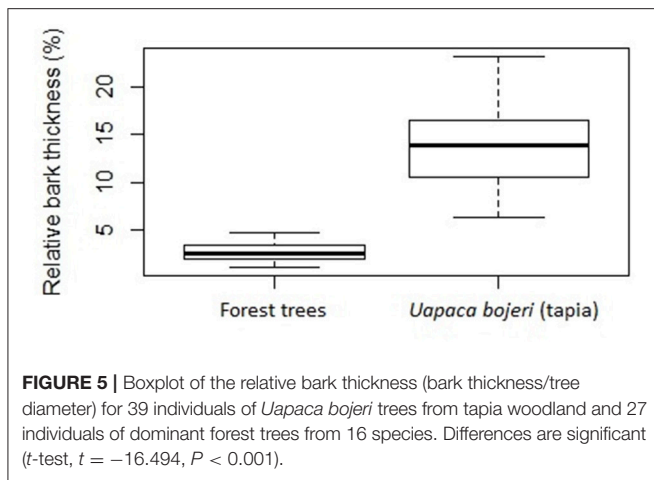 Relative bark thickness (%)
20
15
10
5
Forest trees
Uapaca bojeri (tapia)
FIGURE 5 | Boxplot of the relative bark thickness (bark thickness/tree
diameter) for 39 individuals of Uapaca bojeri trees from tapia woodland and 27
individuals of dominant forest trees from 16 species. Differences are significant
(t-test, t = −16.494, P < 0.001).